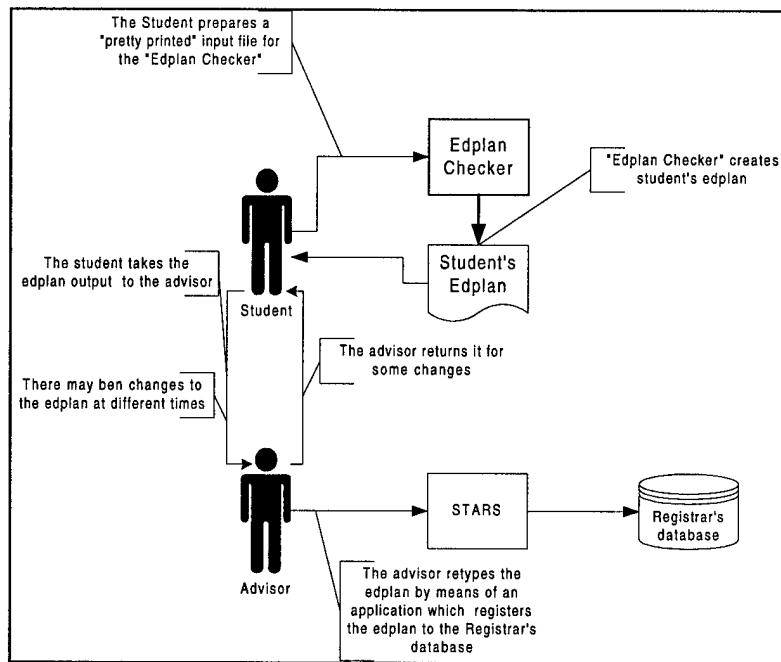 The Student prepares a
"pretty printed" input file for
the "Edplan Checker"
Edplan
Checker
"Edplan Checker" creates
student's edplan
Student's
Edplan
The student takes the
edplan output to the advisor
Student
The advisor returns it for
some changes
There may ben changes to
the edplan at different times
STARS
Registrar's
database
Advisor
The advisor retypes the
edplan by means of an
application which registers
the edplan to the Registrar's
database